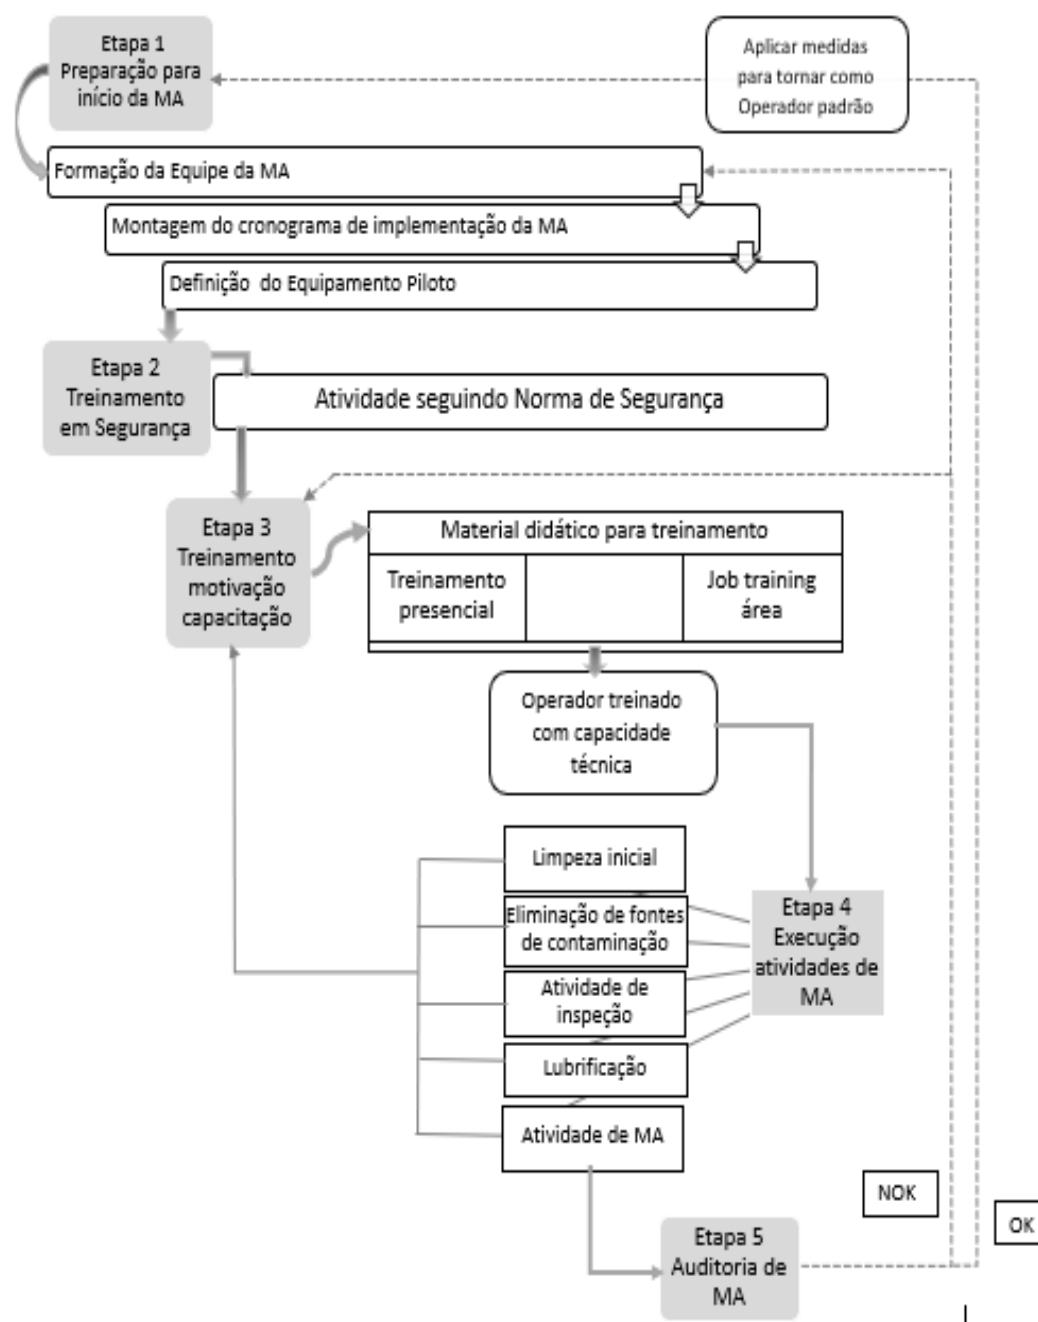 Etapa 1
Preparação para
início da MA
Aplicar medidas
para tornar como
Operador padrão
Formação da Equipe da MA
Montagem do cronograma de implementação da MA
Definição do Equipamento Piloto
Etapa 2
Treinamento
em Segurança
Atividade seguindo Norma de Segurança
Etapa 3
Treinamento
motivação
capacitação
Material didático para treinamento
Treinamento
presencial
Job training
área
Operador treinado
com capacidade
técnica
Limpeza inicial
Eliminação de fontes
de contaminação
Atividade de
inspeção
Lubrificação
Atividade de MA
Etapa 4
Execução
atividades de
MA
NOK
OK
Etapa 5
Auditoria de
MA